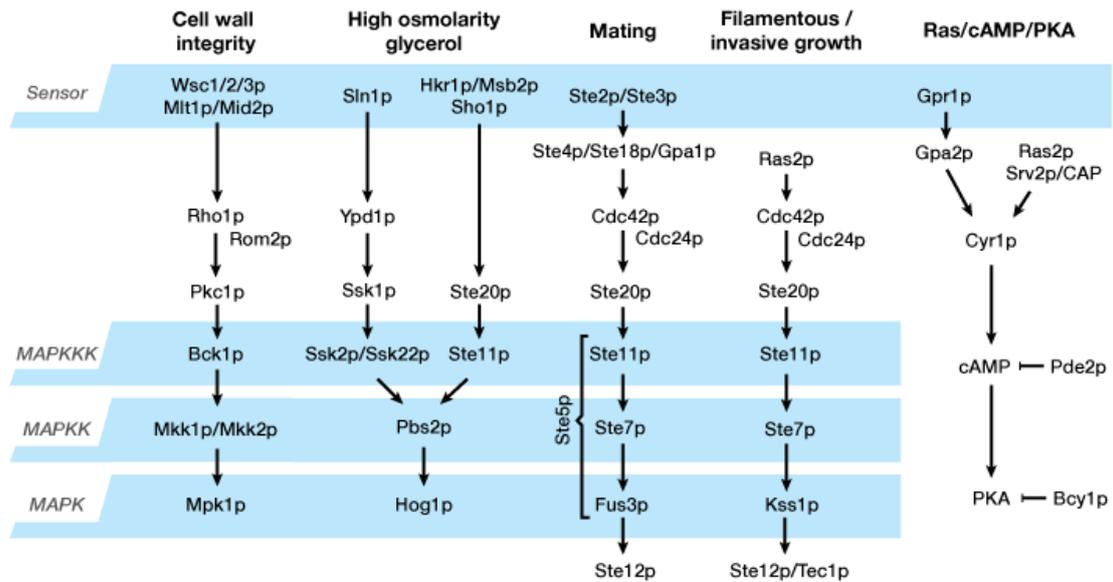 Cell wall
integrity
High osmolarity
glycerol
Mating
Filamentous /
invasive growth
Ras/cAMP/PKA
Sensor
Wsc1/2/3p
Mlt1p/Mid2p
Sln1p
Hkr1p/Msb2p
Sho1p
Ste2p/Ste3p
Gpr1p
Ste4p/Ste18p/Gpa1p
Ras2p
Gpa2p
Ras2p
Srv2p/CAP
Rho1p
Rom2p
Ypd1p
Cdc42p
Cdc24p
Cdc42p
Cdc24p
Cyr1p
Pkc1p
Ssk1p
Ste20p
Ste20p
Ste20p
MAPKKK
Bck1p
Ssk2p/Ssk22p
Ste11p
Ste11p
Ste11p
cAMP
Pde2p
Ste5p
MAPKK
Mkk1p/Mkk2p
Pbs2p
Ste7p
Ste7p
MAPK
Mpk1p
Hog1p
Fus3p
Kss1p
PKA
Bcy1p
Ste12p
Ste12p/Tec1p